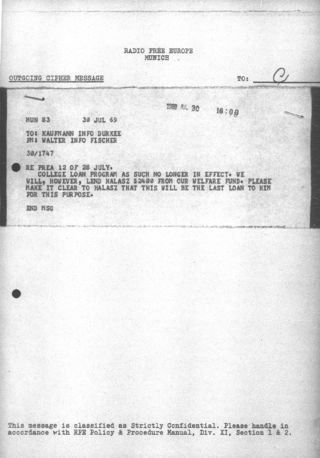 RADIO FREE EUROPE
MUNICH
OUTGOING CIPHER MESSAGE TO: C
30 16:00
MUN 83 30 JUL 69
TO: KAUFMANN INFO DURKEE
FM: WALTER INFO FISCHER
30/1747
RE PREA 12 OF 28 JULY.
COLLEGE LOAN PROGRAM AS SUCH NO LONGER IN EFFECT. WE
WILL, HOWEVER, LEND HALASZ $2400 FROM OUR WELFARE FUND. PLEASE
MAKE IT CLEAR TO HALASZ THAT THIS WILL BE THE LAST LOAN TO HIM
FOR THIS PURPOSE.
END MSG
This message is classified as Strictly Confidential. Please handle in
accordance with RFE Policy & Procedure Manual, Div. XI, Section 1 & 2.